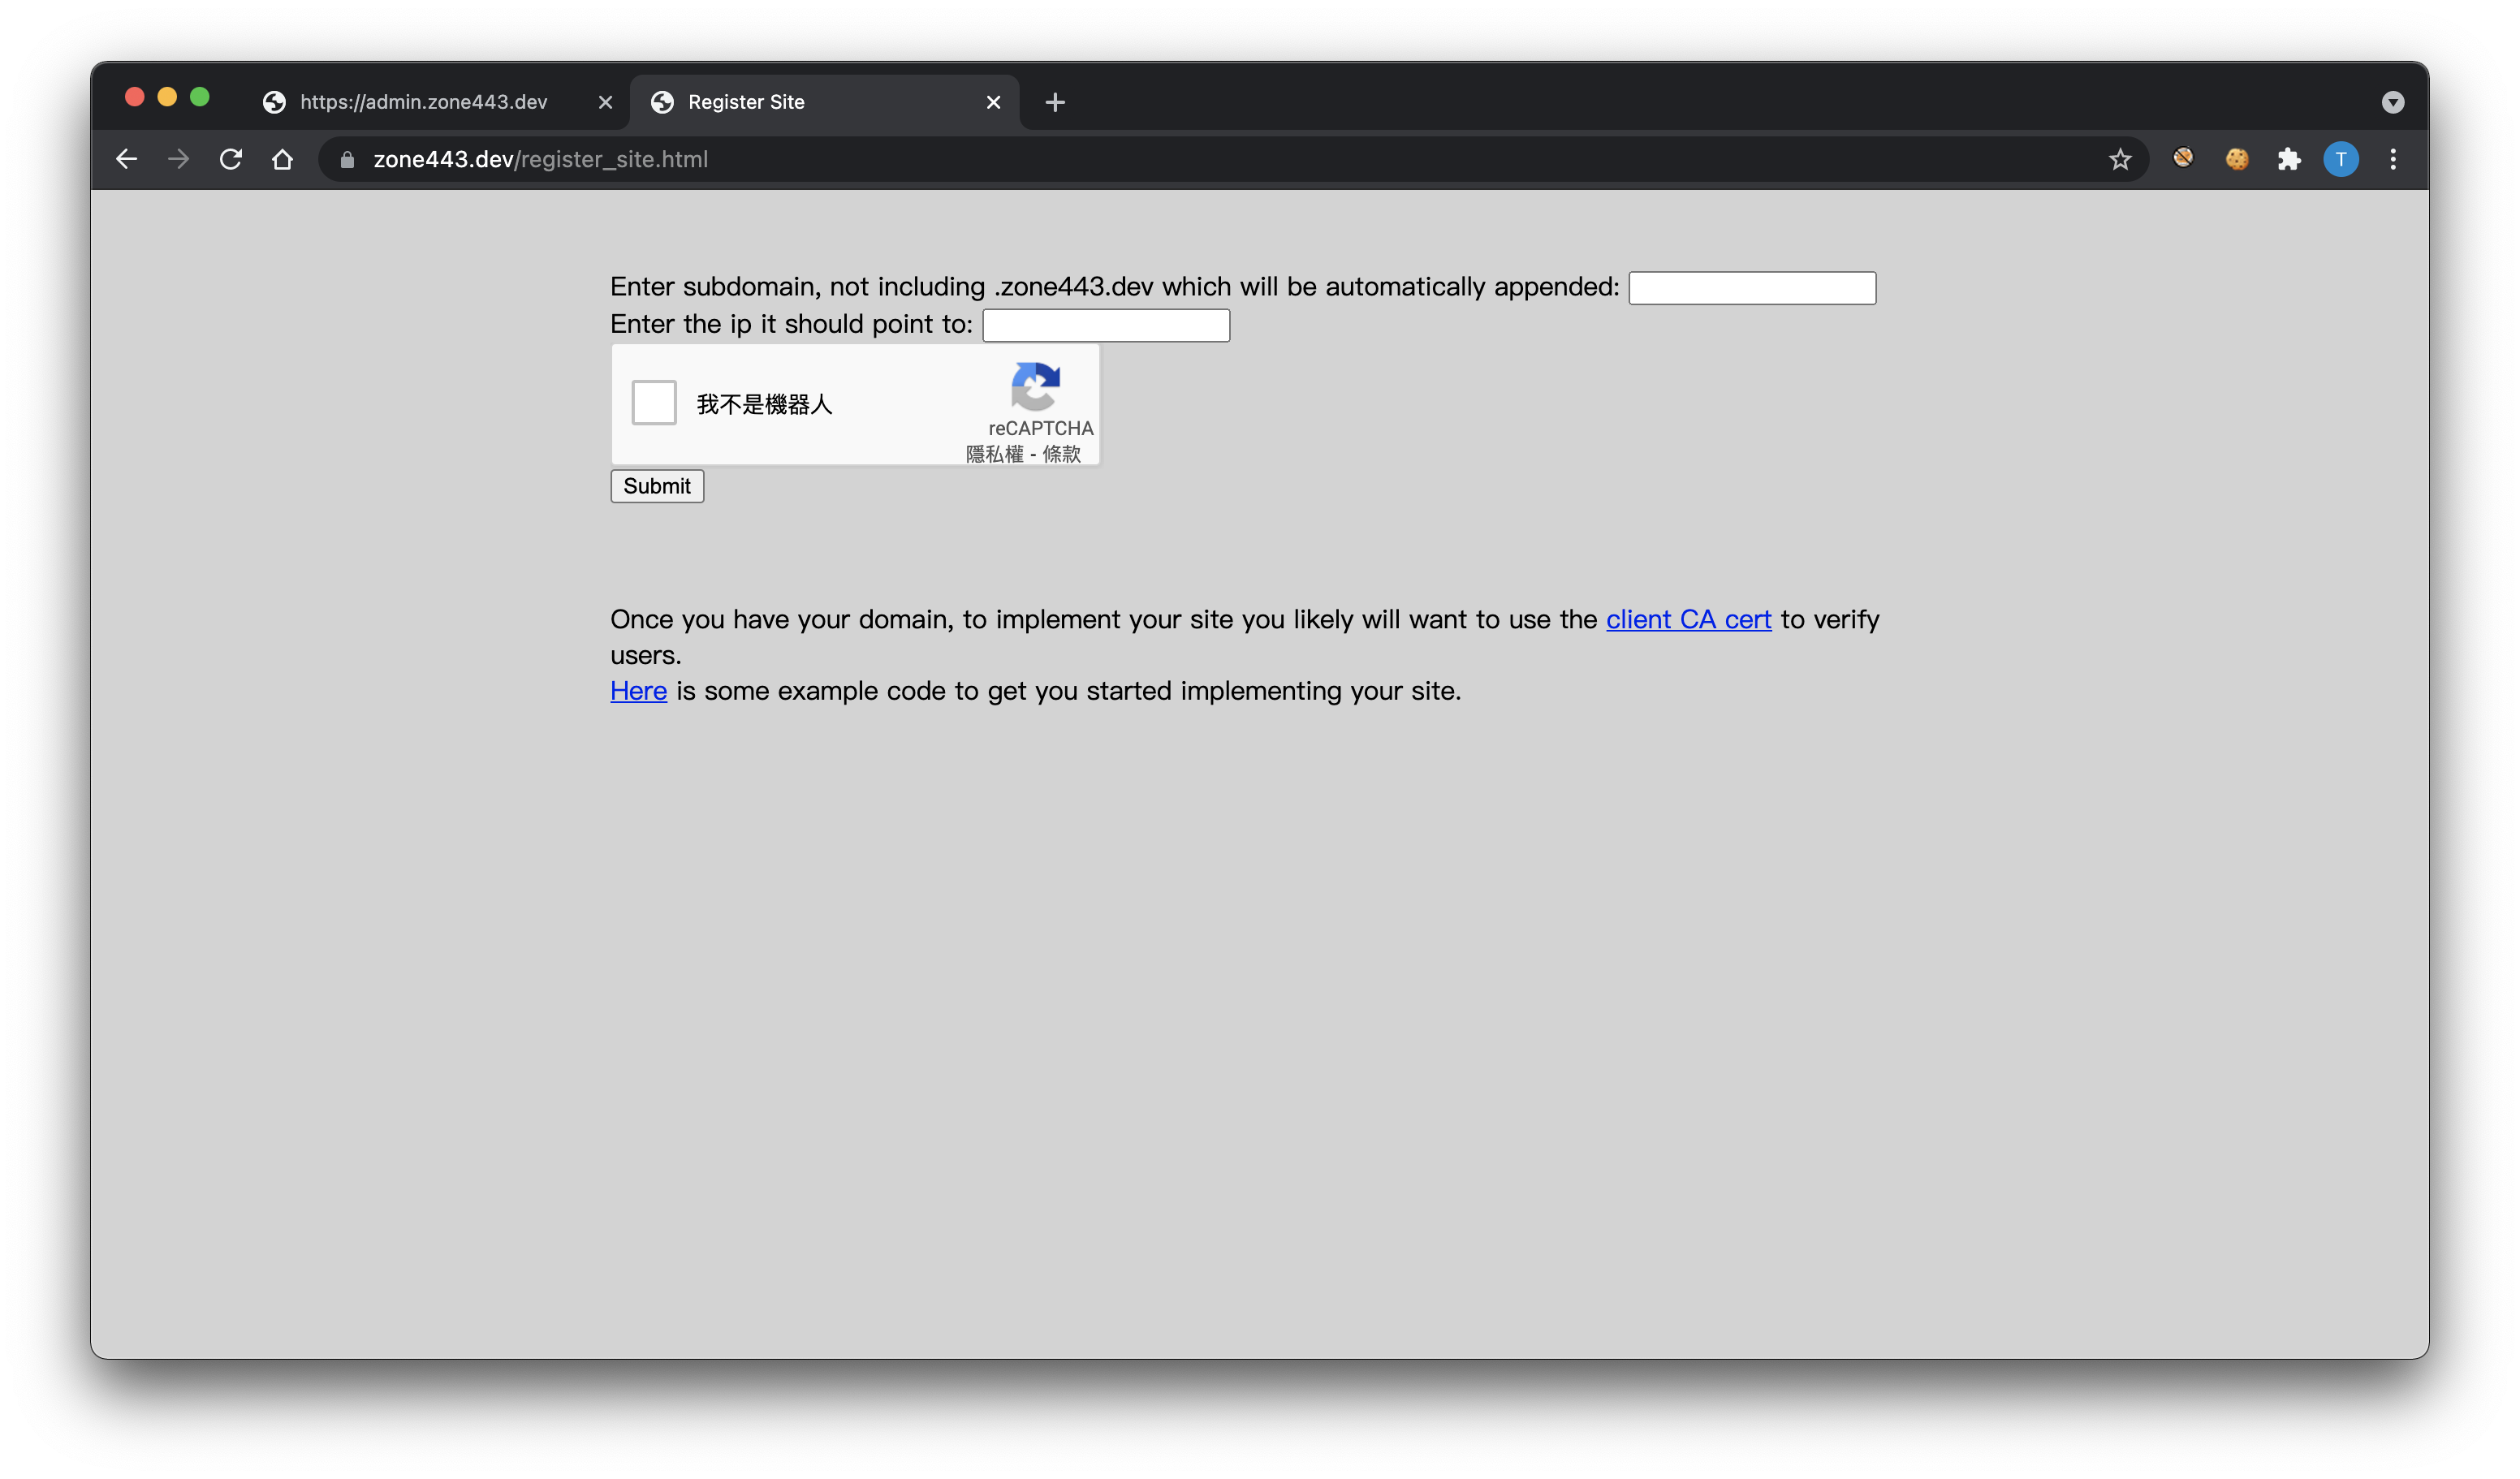 https://admin.zone443.dev
Register Site
zone443.dev/register_site.html
T
Enter subdomain, not including .zone443.dev which will be automatically appended:
Enter the ip it should point to:
我不是機器人
reCAPTCHA
隱私權 - 條款
Submit
Once you have your domain, to implement your site you likely will want to use the client CA cert to verify
users.
Here is some example code to get you started implementing your site.